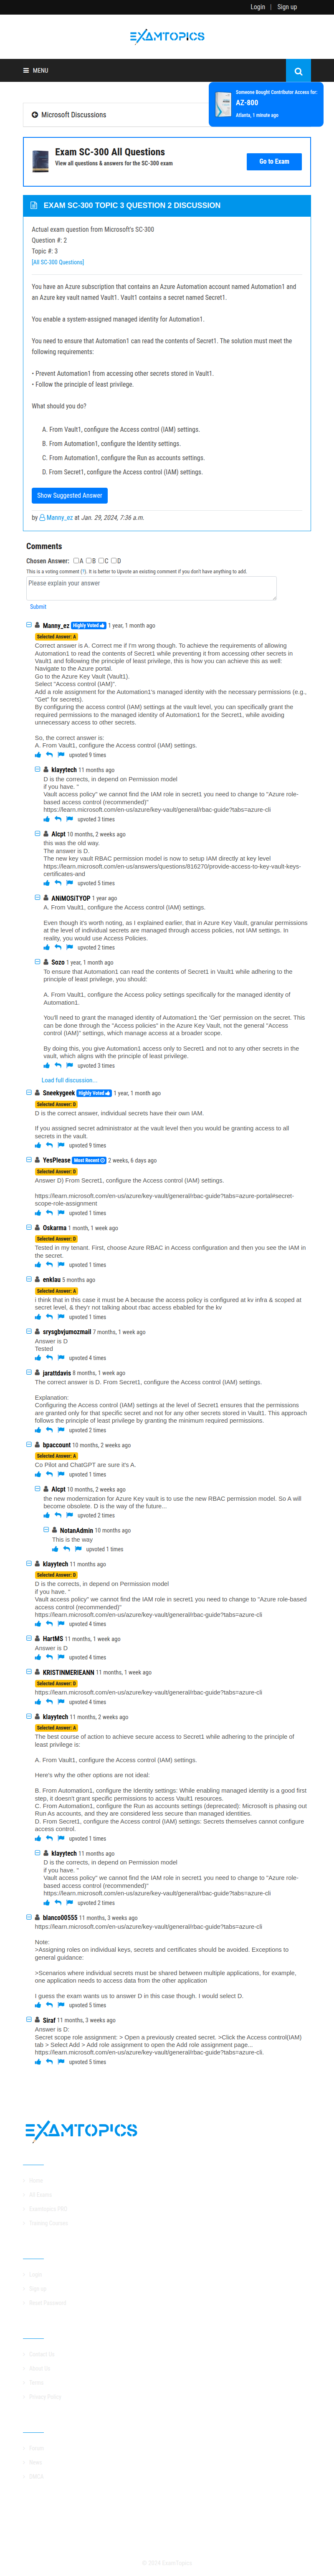 Login | Sign up
EXAMTOPICS
MENU
Someone Bought Contributor Access for:
AZ-800
Atlanta, 1 minute ago
Microsoft Discussions
Exam SC-300 All Questions
View all questions & answers for the SC-300 exam
Go to Exam
EXAM SC-300 TOPIC 3 QUESTION 2 DISCUSSION
Actual exam question from Microsoft's SC-300
Question #: 2
Topic #: 3
[All SC-300 Questions]
You have an Azure subscription that contains an Azure Automation account named Automation1 and
an Azure key vault named Vault1. Vault1 contains a secret named Secret1.
You enable a system-assigned managed identity for Automation1.
You need to ensure that Automation1 can read the contents of Secret1. The solution must meet the
following requirements:
• Prevent Automation1 from accessing other secrets stored in Vault1.
• Follow the principle of least privilege.
What should you do?
A. From Vault1, configure the Access control (IAM) settings.
B. From Automation1, configure the Identity settings.
C. From Automation1, configure the Run as accounts settings.
D. From Secret1, configure the Access control (IAM) settings.
Show Suggested Answer
by Manny_ez at Jan. 29, 2024, 7:36 a.m.
Comments
Chosen Answer: A B C D
This is a voting comment (?). It is better to Upvote an existing comment if you don't have anything to add.
Please explain your answer
Submit
Manny_ez Highly Voted 1 year, 1 month ago
Selected Answer: A
Correct answer is A. Correct me if I'm wrong though. To achieve the requirements of allowing
Automation1 to read the contents of Secret1 while preventing it from accessing other secrets in
Vault1 and following the principle of least privilege, this is how you can achieve this as well:
Navigate to the Azure portal.
Go to the Azure Key Vault (Vault1).
Select "Access control (IAM)".
Add a role assignment for the Automation1's managed identity with the necessary permissions (e.g.,
"Get" for secrets).
By configuring the access control (IAM) settings at the vault level, you can specifically grant the
required permissions to the managed identity of Automation1 for the Secret1, while avoiding
unnecessary access to other secrets.
So, the correct answer is:
A. From Vault1, configure the Access control (IAM) settings.
upvoted 9 times
klayytech 11 months ago
D is the corrects, in depend on Permission model
if you have. "
Vault access policy" we cannot find the IAM role in secret1 you need to change to "Azure role-
based access control (recommended)"
https://learn.microsoft.com/en-us/azure/key-vault/general/rbac-guide?tabs=azure-cli
upvoted 3 times
Alcpt 10 months, 2 weeks ago
this was the old way.
The answer is D.
The new key vault RBAC permission model is now to setup IAM directly at key level
https://learn.microsoft.com/en-us/answers/questions/816270/provide-access-to-key-vault-keys-
certificates-and
upvoted 5 times
ANIMOSITYOP 1 year ago
A. From Vault1, configure the Access control (IAM) settings.
Even though it's worth noting, as I explained earlier, that in Azure Key Vault, granular permissions
at the level of individual secrets are managed through access policies, not IAM settings. In
reality, you would use Access Policies.
upvoted 2 times
Sozo 1 year, 1 month ago
To ensure that Automation1 can read the contents of Secret1 in Vault1 while adhering to the
principle of least privilege, you should:
A. From Vault1, configure the Access policy settings specifically for the managed identity of
Automation1.
You'll need to grant the managed identity of Automation1 the 'Get' permission on the secret. This
can be done through the "Access policies" in the Azure Key Vault, not the general "Access
control (IAM)" settings, which manage access at a broader level.
By doing this, you give Automation1 access only to Secret1 and not to any other secrets in the
vault, which aligns with the principle of least privilege.
upvoted 3 times
Load full discussion...
Sneekygeek Highly Voted 1 year, 1 month ago
Selected Answer: D
D is the correct answer, individual secrets have their own IAM.
If you assigned secret administrator at the vault level then you would be granting access to all
secrets in the vault.
upvoted 9 times
YesPlease Most Recent 2 weeks, 6 days ago
Selected Answer: D
Answer D) From Secret1, configure the Access control (IAM) settings.
https://learn.microsoft.com/en-us/azure/key-vault/general/rbac-guide?tabs=azure-portal#secret-
scope-role-assignment
upvoted 1 times
Oskarma 1 month, 1 week ago
Selected Answer: D
Tested in my tenant. First, choose Azure RBAC in Access configuration and then you see the IAM in
the secret.
upvoted 1 times
enklau 5 months ago
Selected Answer: A
i think that in this case it must be A because the access policy is configured at kv infra & scoped at
secret level, & they'r not talking about rbac access ebabled for the kv
upvoted 1 times
srysgbvjumozmail 7 months, 1 week ago
Answer is D
Tested
upvoted 4 times
jarattdavis 8 months, 1 week ago
The correct answer is D. From Secret1, configure the Access control (IAM) settings.
Explanation:
Configuring the Access control (IAM) settings at the level of Secret1 ensures that the permissions
are granted only for that specific secret and not for any other secrets within Vault1. This approach
follows the principle of least privilege by granting the minimum required permissions.
upvoted 2 times
bpaccount 10 months, 2 weeks ago
Selected Answer: A
Co Pilot and ChatGPT are sure it's A.
upvoted 1 times
Alcpt 10 months, 2 weeks ago
the new modernization for Azure Key vault is to use the new RBAC permission model. So A will
become obsolete. D is the way of the future...
upvoted 2 times
NotanAdmin 10 months ago
This is the way
upvoted 1 times
klayytech 11 months ago
Selected Answer: D
D is the corrects, in depend on Permission model
if you have. "
Vault access policy" we cannot find the IAM role in secret1 you need to change to "Azure role-based
access control (recommended)"
https://learn.microsoft.com/en-us/azure/key-vault/general/rbac-guide?tabs=azure-cli
upvoted 4 times
HartMS 11 months, 1 week ago
Answer is D
upvoted 4 times
KRISTINMERIEANN 11 months, 1 week ago
Selected Answer: D
https://learn.microsoft.com/en-us/azure/key-vault/general/rbac-guide?tabs=azure-cli
upvoted 4 times
klayytech 11 months, 2 weeks ago
Selected Answer: A
The best course of action to achieve secure access to Secret1 while adhering to the principle of
least privilege is:
A. From Vault1, configure the Access control (IAM) settings.
Here's why the other options are not ideal:
B. From Automation1, configure the Identity settings: While enabling managed identity is a good first
step, it doesn't grant specific permissions to access Vault1 resources.
C. From Automation1, configure the Run as accounts settings (deprecated): Microsoft is phasing out
Run As accounts, and they are considered less secure than managed identities.
D. From Secret1, configure the Access control (IAM) settings: Secrets themselves cannot configure
access control.
upvoted 1 times
klayytech 11 months ago
D is the corrects, in depend on Permission model
if you have. "
Vault access policy" we cannot find the IAM role in secret1 you need to change to "Azure role-
based access control (recommended)"
https://learn.microsoft.com/en-us/azure/key-vault/general/rbac-guide?tabs=azure-cli
upvoted 2 times
blanco00555 11 months, 3 weeks ago
https://learn.microsoft.com/en-us/azure/key-vault/general/rbac-guide?tabs=azure-cli
Note:
>Assigning roles on individual keys, secrets and certificates should be avoided. Exceptions to
general guidance:
>Scenarios where individual secrets must be shared between multiple applications, for example,
one application needs to access data from the other application
I guess the exam wants us to answer D in this case though. I would select D.
upvoted 5 times
Siraf 11 months, 3 weeks ago
Answer is D:
Secret scope role assignment: > Open a previously created secret. >Click the Access control(IAM)
tab > Select Add > Add role assignment to open the Add role assignment page...
https://learn.microsoft.com/en-us/azure/key-vault/general/rbac-guide?tabs=azure-cli.
upvoted 5 times
EXAMTOPICS
Home
All Exams
Examtopics PRO
Training Courses
Login
Sign up
Reset Password
Contact Us
About Us
Terms
Privacy Policy
Forum
News
DMCA
© 2024 ExamTopics